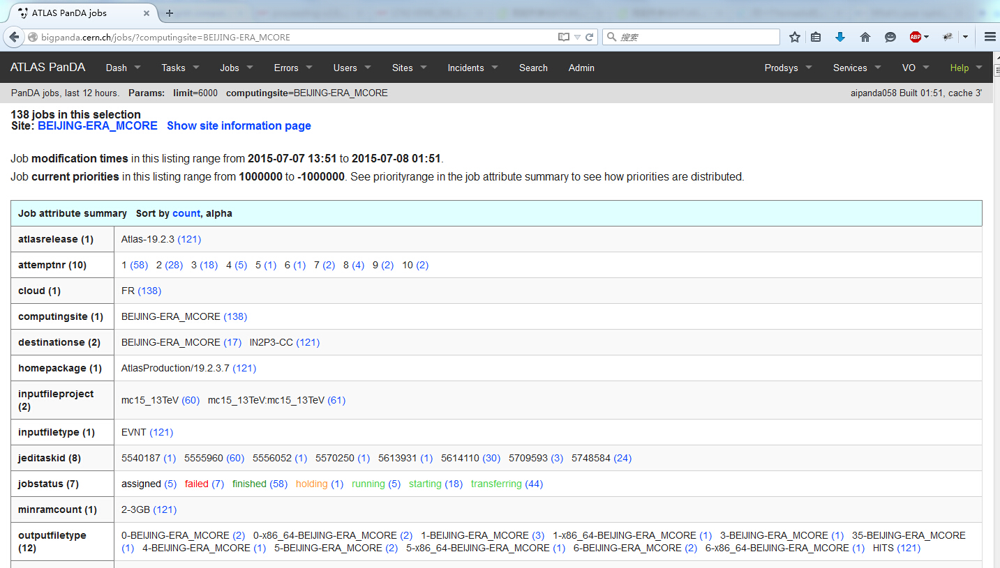 ATLAS PanDA jobs
bigpanda.cern.ch/jobs/?computingsite=BEIJING-ERA_MCORE
搜索
ABP
ATLAS PanDA Dash Tasks Jobs Errors Users Sites Incidents Search Admin Prodsys Services VO Help
PanDA jobs, last 12 hours. Params: limit=6000 computingsite=BEIJING-ERA_MCORE aipanda058 Built 01:51, cache 3'
138 jobs in this selection
Site: BEIJING-ERA_MCORE Show site information page
Job modification times in this listing range from 2015-07-07 13:51 to 2015-07-08 01:51.
Job current priorities in this listing range from 1000000 to -1000000. See priorityrange in the job attribute summary to see how priorities are distributed.
Job attribute summary Sort by count, alpha
atlasrelease (1) Atlas-19.2.3 (121)
attemptnr (10) 1 (58) 2 (28) 3 (18) 4 (5) 5 (1) 6 (1) 7 (2) 8 (4) 9 (2) 10 (2)
cloud (1) FR (138)
computingsite (1) BEIJING-ERA_MCORE (138)
destinationse (2) BEIJING-ERA_MCORE (17) IN2P3-CC (121)
homepackage (1) AtlasProduction/19.2.3.7 (121)
inputfileproject
(2) mc15_13TeV (60) mc15_13TeV:mc15_13TeV (61)
inputfiletype (1) EVNT (121)
jeditaskid (8) 5540187 (1) 5555960 (60) 5556052 (1) 5570250 (1) 5613931 (1) 5614110 (30) 5709593 (3) 5748584 (24)
jobstatus (7) assigned (5) failed (7) finished (58) holding (1) running (5) starting (18) transferring (44)
minramcount (1) 2-3GB (121)
outputfiletype 0-BEIJING-ERA_MCORE (2) 0-x86_64-BEIJING-ERA_MCORE (2) 1-BEIJING-ERA_MCORE (3) 1-x86_64-BEIJING-ERA_MCORE (1) 3-BEIJING-ERA_MCORE (1) 35-BEIJING-ERA_MCORE
(12) (1) 4-BEIJING-ERA_MCORE (1) 5-BEIJING-ERA_MCORE (2) 5-x86_64-BEIJING-ERA_MCORE (1) 6-BEIJING-ERA_MCORE (2) 6-x86_64-BEIJING-ERA_MCORE (1) HITS (121)